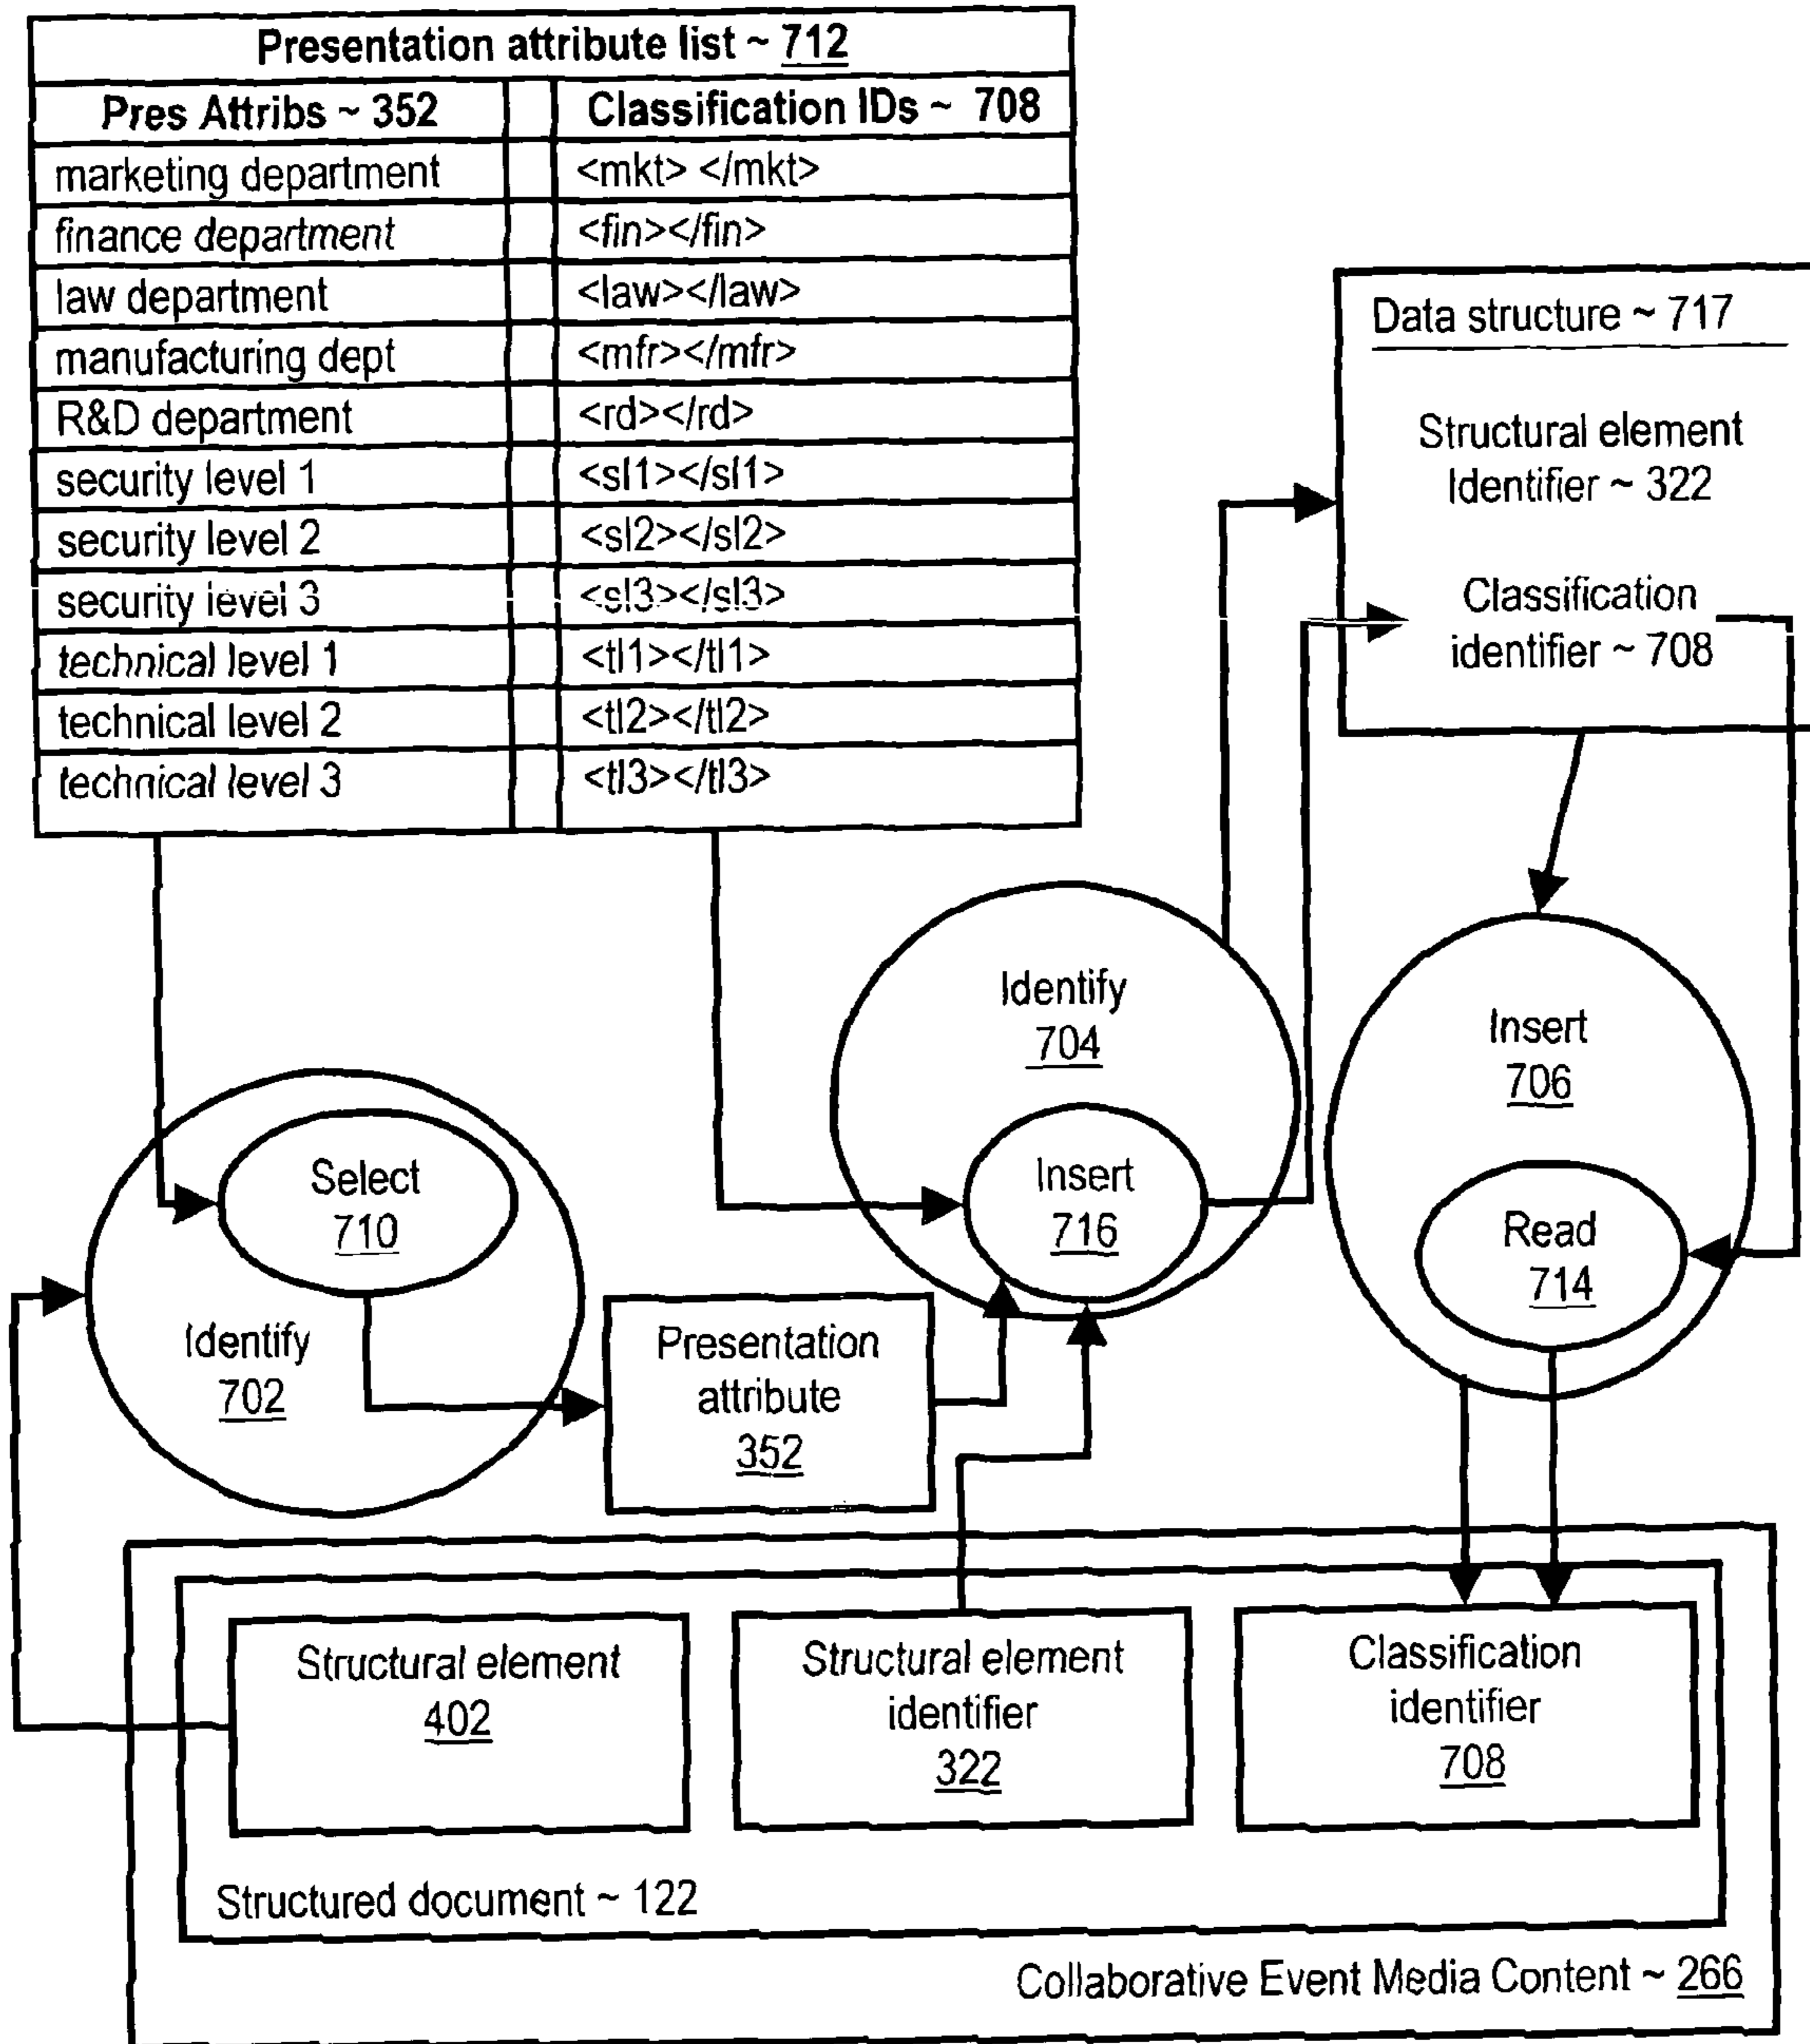 Presentation attribute list ~ 712
Pres Attribs ~ 352
Classification IDs ~ 708
marketing department
<mkt> </mkt>
finance department
<fin></fin>
law department
<law></law>
manufacturing dept
<mfr></mfr>
R&D department
<rd></rd>
security level 1
<sl1></sl1>
security level 2
<sl2></sl2>
security level 3
<sl3></sl3>
technical level 1
<tl1></tl1>
technical level 2
<tl2></tl2>
technical level 3
<tl3></tl3>
Data structure ~ 717
Structural element
Identifier ~ 322
Classification
identifier ~ 708
Identify
704
Insert
716
Insert
706
Read
714
Select
710
Identify
702
Presentation
attribute
352
Structural element
402
Structural element
identifier
322
Classification
identifier
708
Structured document ~ 122
Collaborative Event Media Content ~ 266